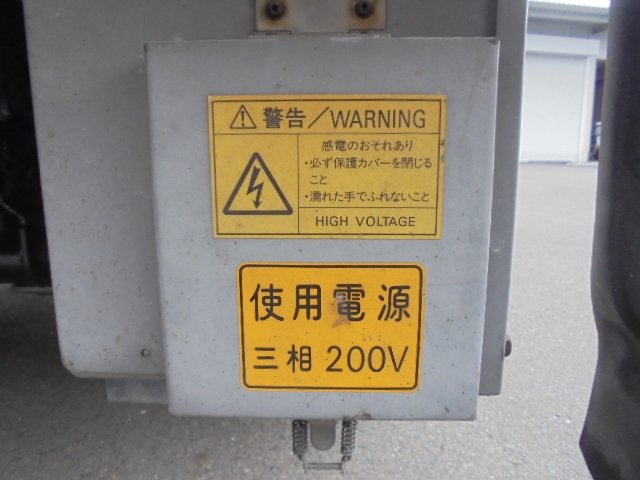 警告/WARNING
感電のおそれあり
・必ず保護カバーを閉じる
こと
・濡れた手でふれないこと
HIGH VOLTAGE
使用電源
三相 200V